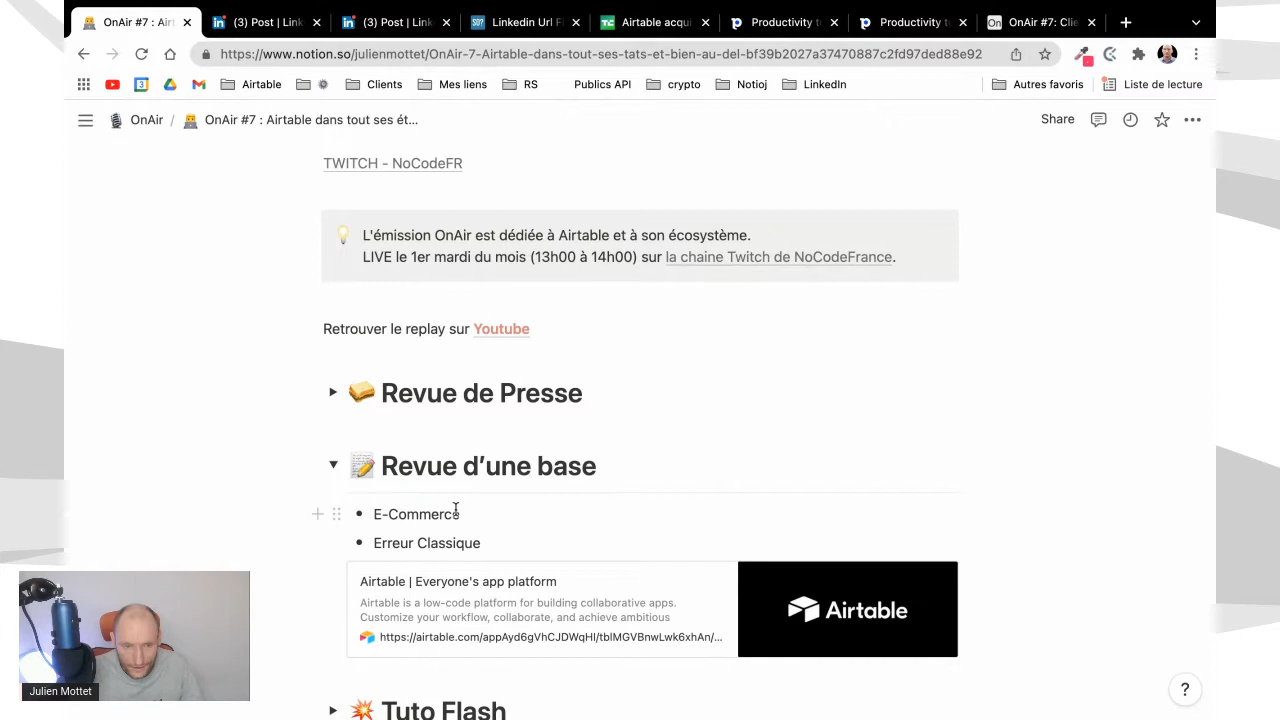 OnAir #7 : Airt
(3) Post | Link
(3) Post | Link
Linkedin Url F
Airtable acqui
Productivity t
Productivity t
OnAir #7: Clie
https://www.notion.so/julienmottet/OnAir-7-Airtable-dans-tout-ses-tats-et-bien-au-del-bf39b2027a37470887c2fd97ded88e92
Airtable
Clients
Mes liens
RS
Publics API
crypto
Notioj
LinkedIn
Autres favoris
Liste de lecture
OnAir / OnAir #7 : Airtable dans tout ses ét...
Share
TWITCH - NoCodeFR
L'émission OnAir est dédiée à Airtable et à son écosystème.
LIVE le 1er mardi du mois (13h00 à 14h00) sur la chaine Twitch de NoCodeFrance.
Retrouver le replay sur Youtube
Revue de Presse
Revue d'une base
E-Commerce
Erreur Classique
Airtable | Everyone's app platform
Airtable is a low-code platform for building collaborative apps.
Customize your workflow, collaborate, and achieve ambitious
https://airtable.com/appAyd6gVhCJDWqHI/tblMGVBnwLwk6xhAn/...
Airtable
Julien Mottet
Tuto Flash
?